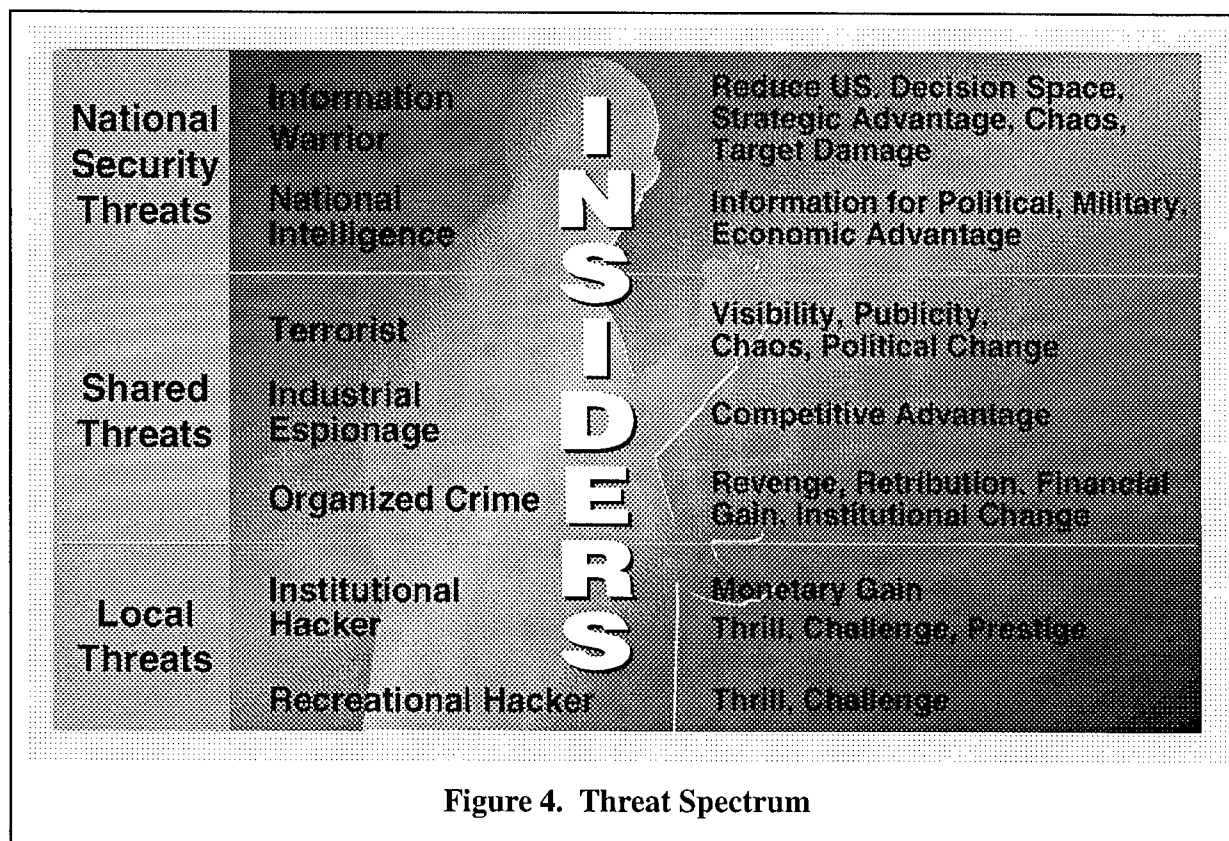 National
Security
Threats
Information
Warrior
Reduce US. Decision Space,
Strategic Advantage, Chaos,
Target Damage
National
Intelligence
Information for Political, Military,
Economic Advantage
INSIDERS
Shared
Threats
Terrorist
Visibility, Publicity,
Chaos, Political Change
Industrial
Espionage
Competitive Advantage
Organized Crime
Revenge, Retribution, Financial
Gain, Institutional Change
Local
Threats
Institutional
Hacker
Monetary Gain
Thrill, Challenge, Prestige
Recreational Hacker
Thrill, Challenge
Figure 4. Threat Spectrum